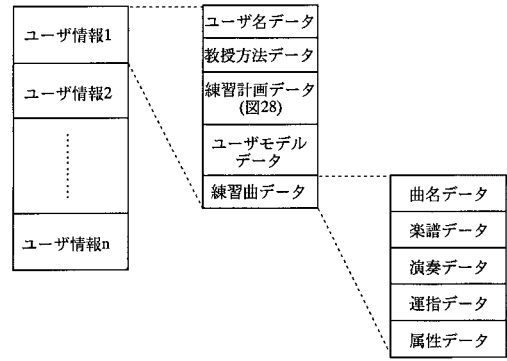 ユーザ情報1
ユーザ情報2
ユーザ情報n
ユーザ名データ
教授方法データ
練習計画データ
(図28)
ユーザモデル
データ
練習曲データ
曲名データ
楽譜データ
演奏データ
運指データ
属性データ